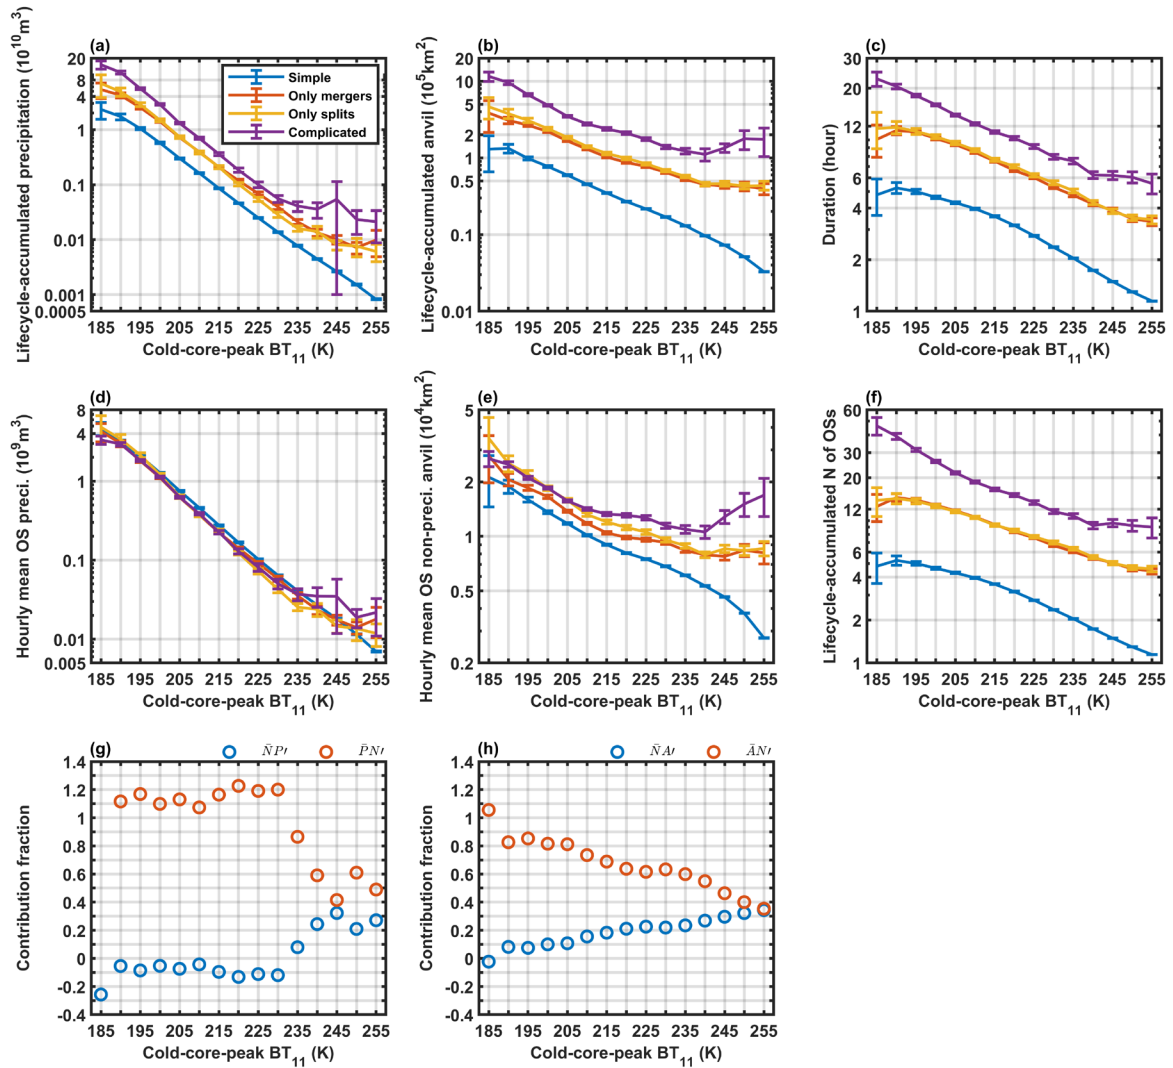 (a)
Lifecycle-accumulated precipitation (10^10 m^3)
20
8
4
1
0.1
0.01
0.001
0.0005
Simple
Only mergers
Only splits
Complicated
185 195 205 215 225 235 245 255
Cold-core-peak BT_11 (K)
(b)
Lifecycle-accumulated anvil (10^5 km^2)
20
10
5
2
1
0.5
0.1
0.01
185 195 205 215 225 235 245 255
Cold-core-peak BT_11 (K)
(c)
Duration (hour)
30
20
12
6
4
2
1
185 195 205 215 225 235 245 255
Cold-core-peak BT_11 (K)
(d)
Hourly mean OS preci. (10^9 m^3)
8
4
1
0.1
0.01
0.005
185 195 205 215 225 235 245 255
Cold-core-peak BT_11 (K)
(e)
Hourly mean OS non-preci. anvil (10^4 km^2)
5
2
1
0.5
0.2
185 195 205 215 225 235 245 255
Cold-core-peak BT_11 (K)
(f)
Lifecycle-accumulated N of OSs
60
30
20
12
6
4
2
1
185 195 205 215 225 235 245 255
Cold-core-peak BT_11 (K)
(g)
N̄P′ P̄N′
Contribution fraction
1.4
1.2
1
0.8
0.6
0.4
0.2
0
-0.2
-0.4
185 195 205 215 225 235 245 255
Cold-core-peak BT_11 (K)
(h)
N̄A′ ĀN′
Contribution fraction
1.4
1.2
1
0.8
0.6
0.4
0.2
0
-0.2
-0.4
185 195 205 215 225 235 245 255
Cold-core-peak BT_11 (K)